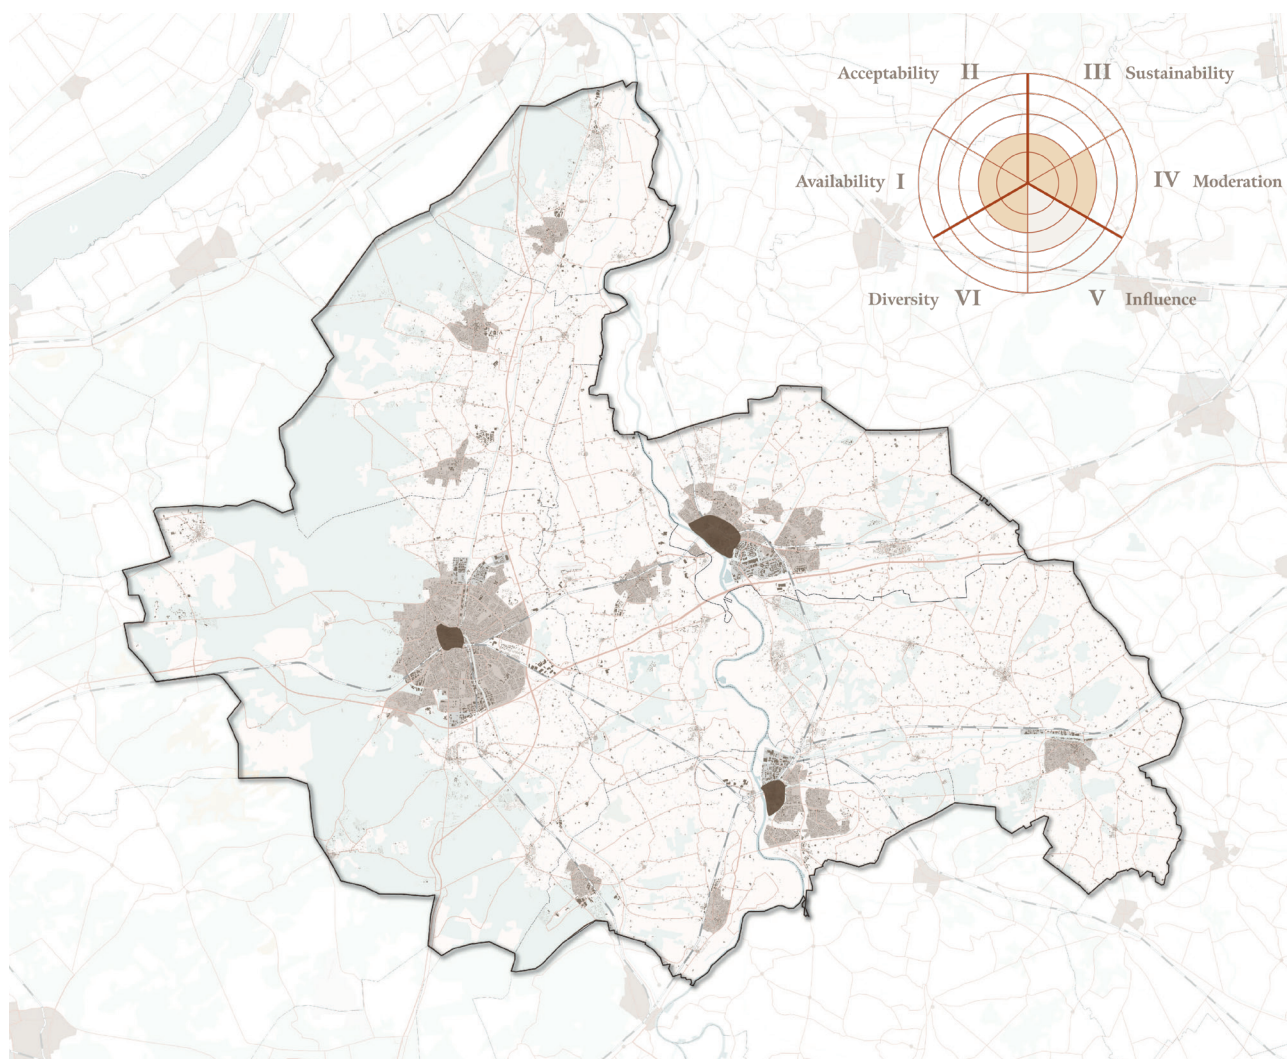 Acceptability II
III Sustainability
Availability I
IV Moderation
Diversity VI
V Influence